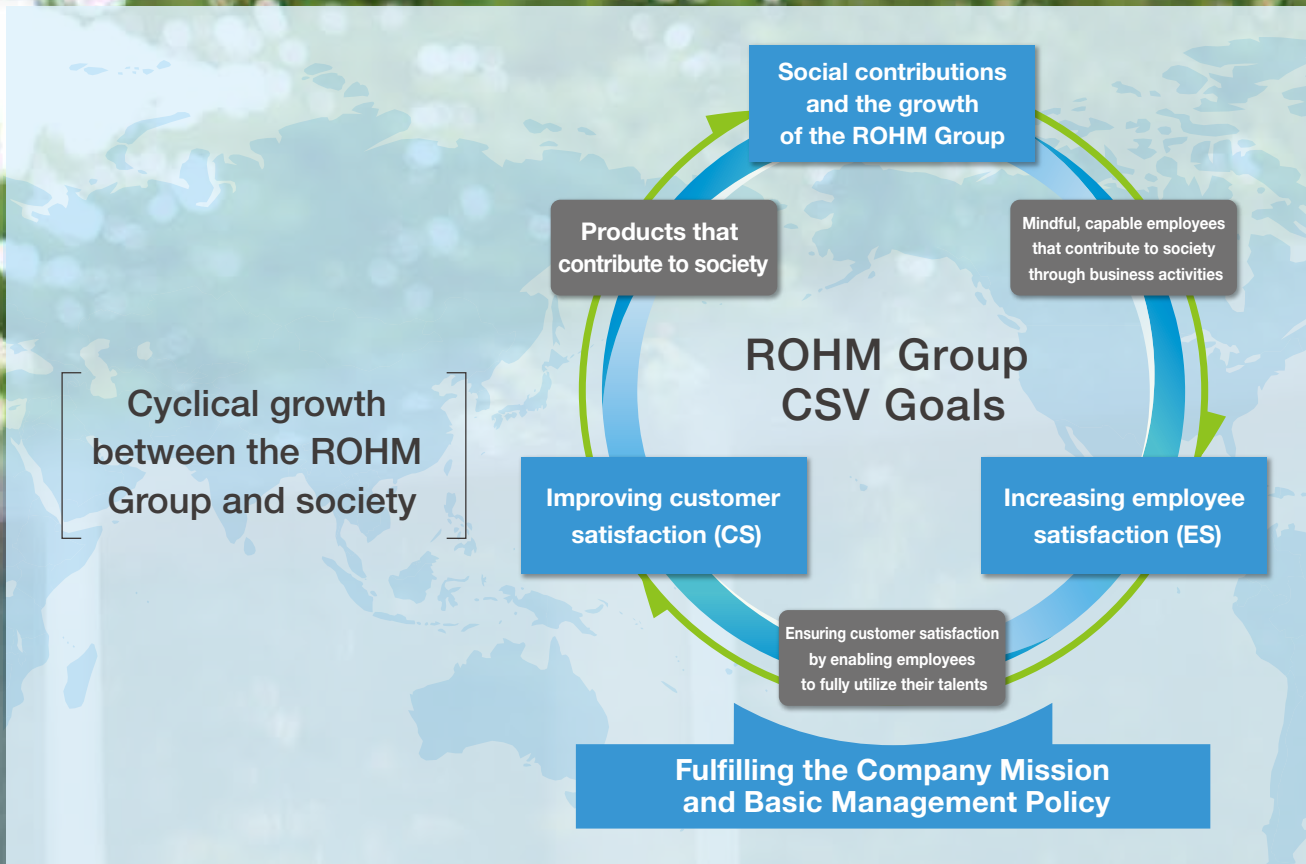 Social contributions
and the growth
of the ROHM Group
Products that
contribute to society
Mindful, capable employees
that contribute to society
through business activities
ROHM Group
CSV Goals
Cyclical growth
between the ROHM
Group and society
Improving customer
satisfaction (CS)
Increasing employee
satisfaction (ES)
Ensuring customer satisfaction
by enabling employees
to fully utilize their talents
Fulfilling the Company Mission
and Basic Management Policy